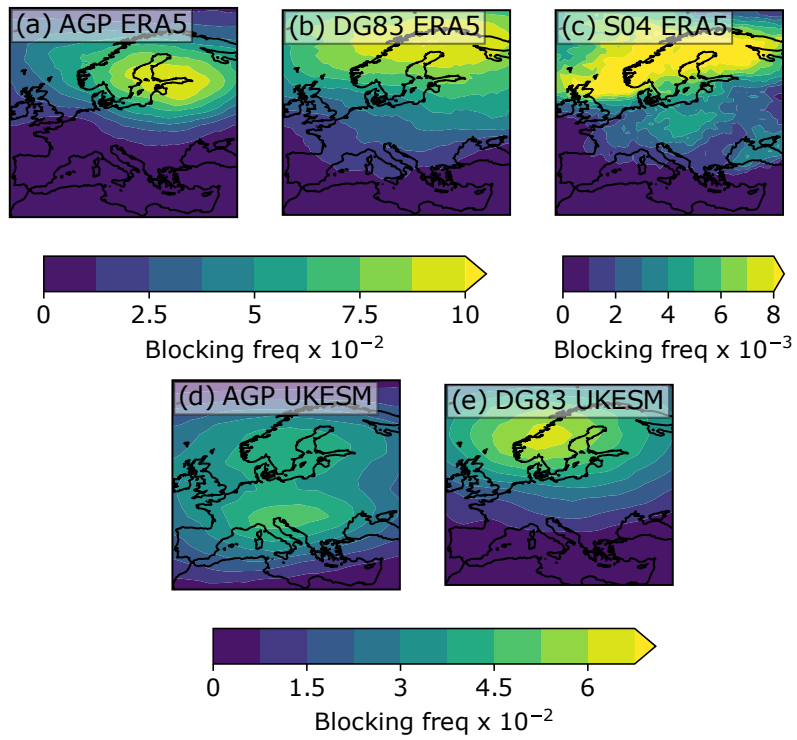 (a) AGP ERA5
(b) DG83 ERA5
(c) S04 ERA5
0 2.5 5 7.5 10
Blocking freq x 10⁻²
0 2 4 6 8
Blocking freq x 10⁻³
(d) AGP UKESM
(e) DG83 UKESM
0 1.5 3 4.5 6
Blocking freq x 10⁻²